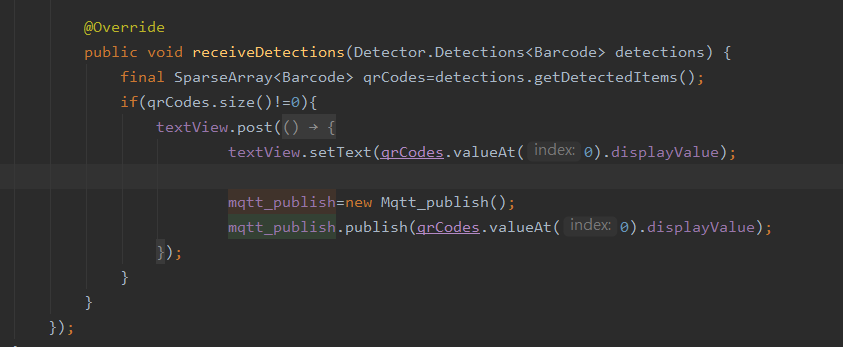 @Override
public void receiveDetections(Detector.Detections<Barcode> detections) {
final SparseArray<Barcode> qrCodes=detections.getDetectedItems();
if(qrCodes.size()!=0){
textView.post(() → {
textView.setText(qrCodes.valueAt( index: 0).displayValue);
mqtt_publish=new Mqtt_publish();
mqtt_publish.publish(qrCodes.valueAt( index: 0).displayValue);
});
}
}
});